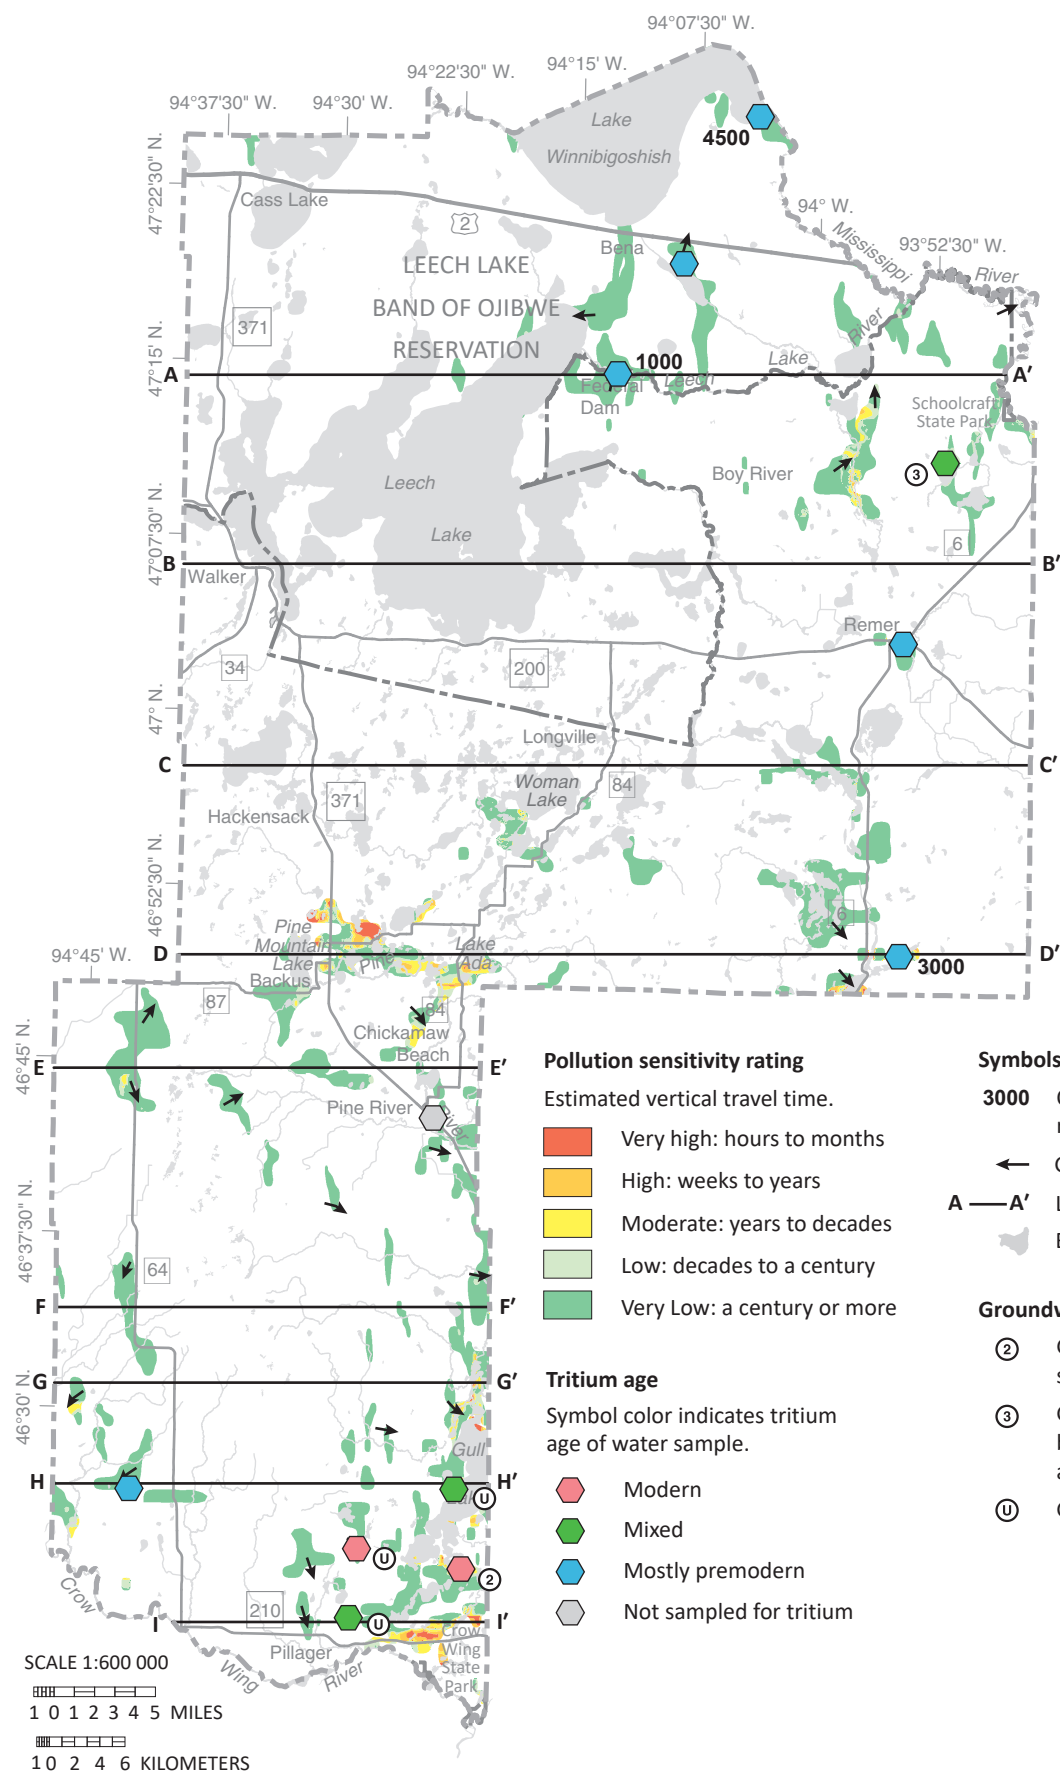 94°07'30" W.
94°15' W.
94°22'30" W.
94°37'30" W.
94°30' W.
Lake
Winnibigoshish
4500
47°22'30" N.
Cass Lake
2
94° W.
Mississippi
93°52'30" W.
River
Bena
LEECH LAKE
BAND OF OJIBWE
RESERVATION
371
47°15' N.
River
Lake
Leech
1000
A
A'
Federal
Dam
Schoolcraft
State Park
Leech
Lake
Boy River
3
6
47°07'30" N.
B
B'
Walker
Remer
34
200
47° N.
Longville
C
C'
Woman
Lake
84
371
Hackensack
46°52'30" N.
6
Pine
Mountain
Lake
Pine
Lake
Ada
D
D'
3000
94°45' W.
Backus
87
84
Chickamaw
Beach
46°45' N.
E
E'
Pine River
River
46°37'30" N.
64
F
F'
G
G'
46°30' N.
Gull
Lake
H
H'
U
U
2
Crow
210
I
I'
U
Pillager
Wing
River
Crow
Wing
State
Park
SCALE 1:600 000
1 0 1 2 3 4 5 MILES
1 0 2 4 6 KILOMETERS
Pollution sensitivity rating
Estimated vertical travel time.
Very high: hours to months
High: weeks to years
Moderate: years to decades
Low: decades to a century
Very Low: a century or more
Tritium age
Symbol color indicates tritium
age of water sample.
Modern
Mixed
Mostly premodern
Not sampled for tritium
Symbols
3000
A A'
L
E
Groundw
2
s
3
a
U